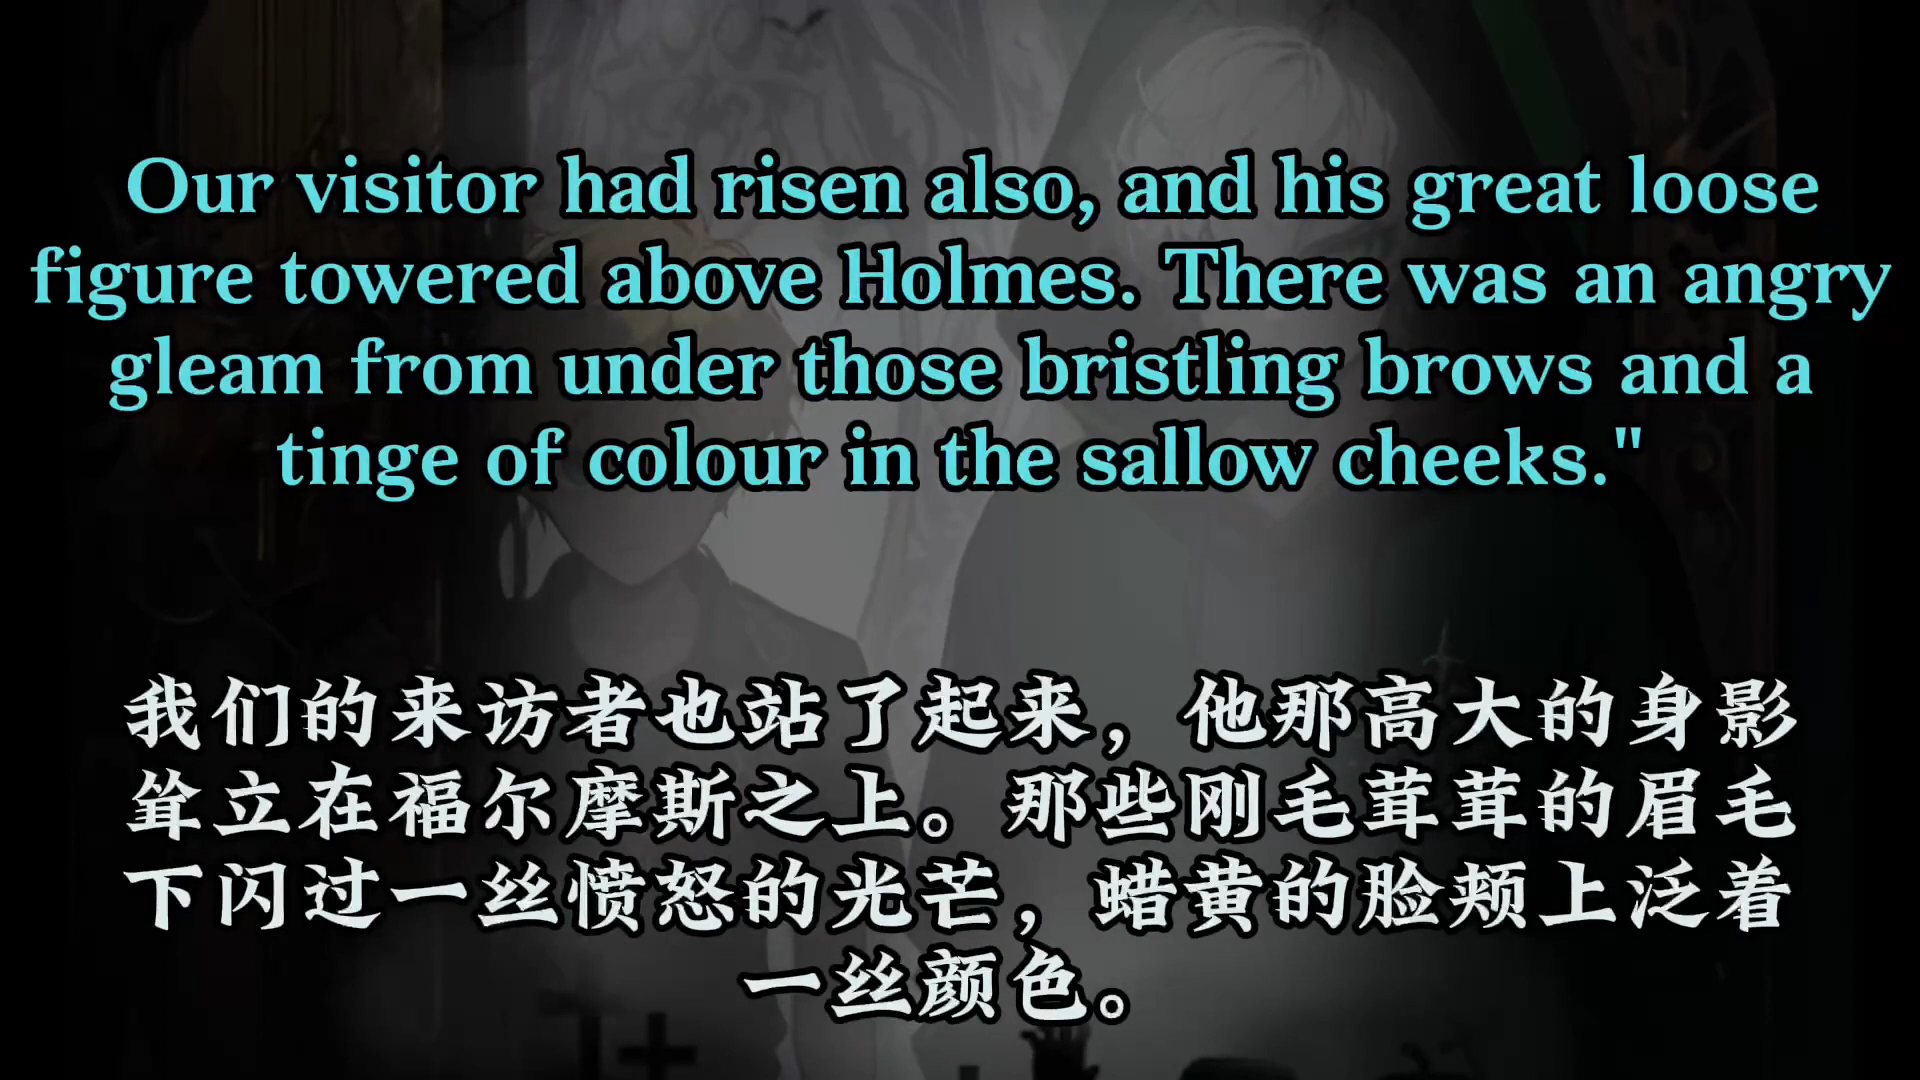 Our visitor had risen also, and his great loose
figure towered above Holmes. There was an angry
gleam from under those bristling brows and a
tinge of colour in the sallow cheeks."
我们的来访者也站了起来，他那高大的身影
耸立在福尔摩斯之上。那些刚毛茸茸的眉毛
下闪过一丝愤怒的光芒，蜡黄的脸颊上泛着
一丝颜色。